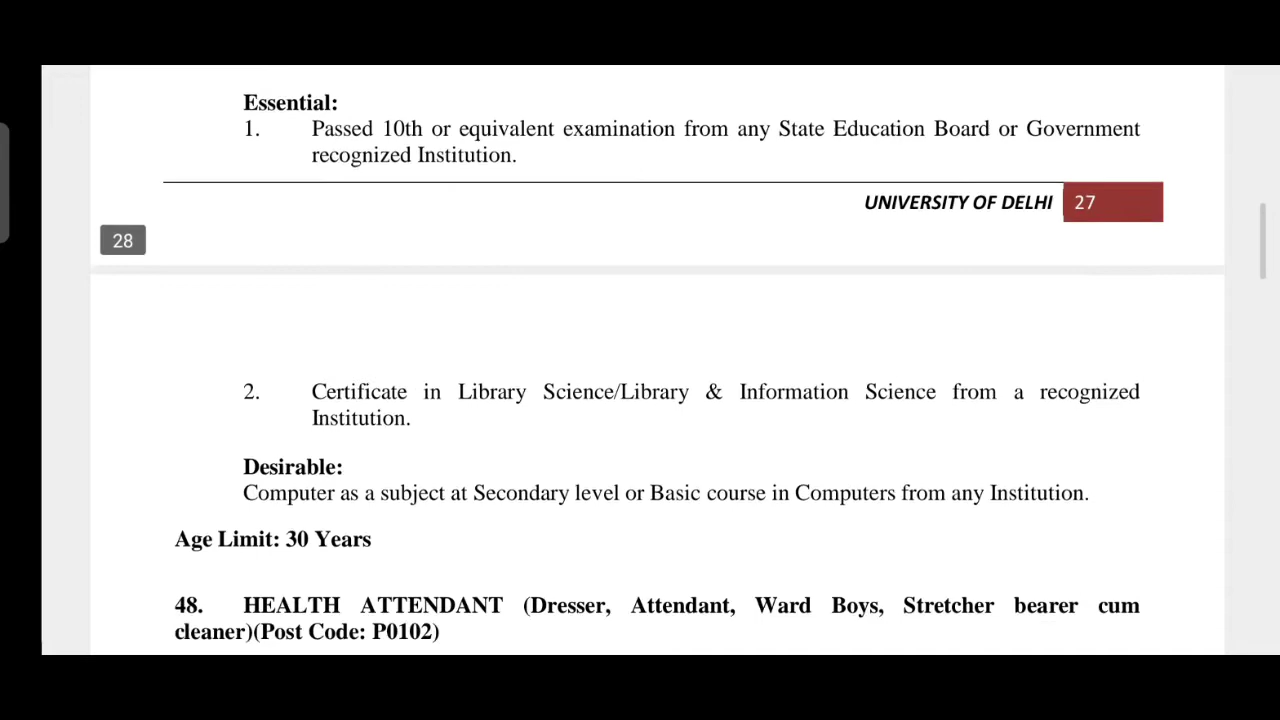 Essential:
1. Passed 10th or equivalent examination from any State Education Board or Government
recognized Institution.
UNIVERSITY OF DELHI 27
28
2. Certificate in Library Science/Library & Information Science from a recognized
Institution.
Desirable:
Computer as a subject at Secondary level or Basic course in Computers from any Institution.
Age Limit: 30 Years
48. HEALTH ATTENDANT (Dresser, Attendant, Ward Boys, Stretcher bearer cum
cleaner)(Post Code: P0102)